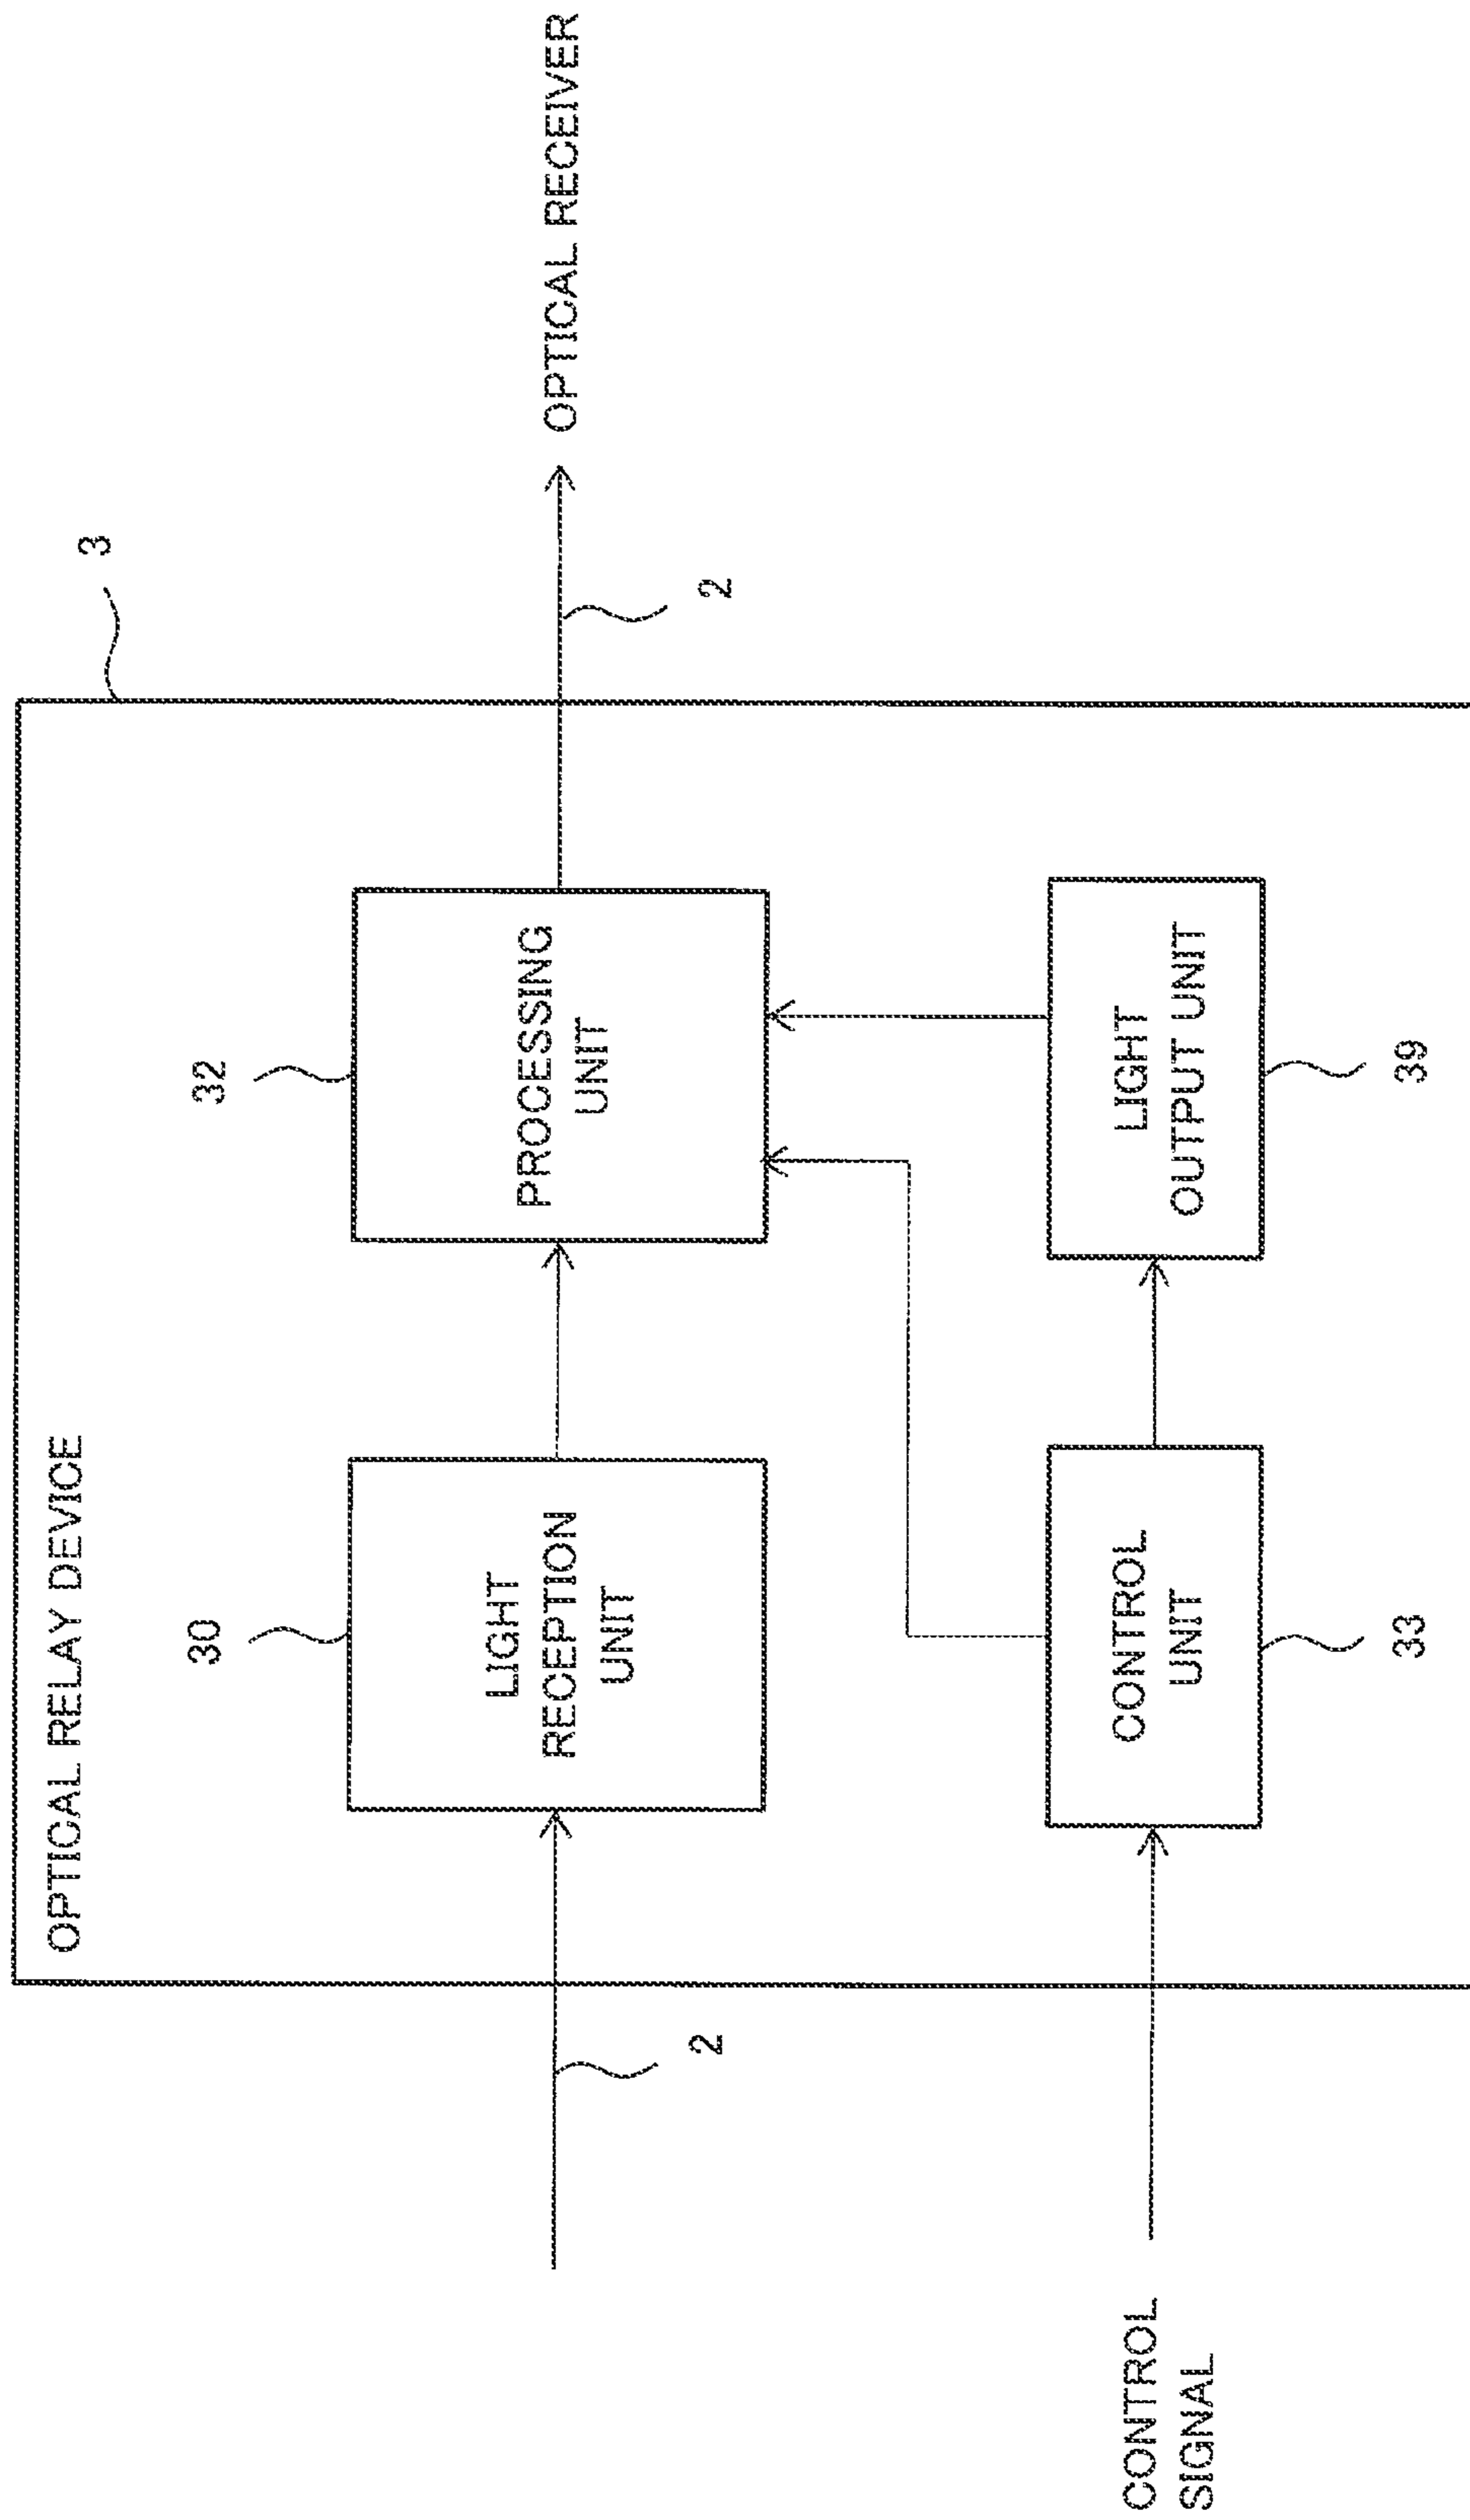 OPTICAL RELAY DEVICE
3
30
32
LIGHT
RECEPTION
UNIT
PROCESSING
UNIT
OPTICAL RECEIVER
2
2
CONTROL
SIGNAL
CONTROL
UNIT
LIGHT
OUTPUT UNIT
33
39